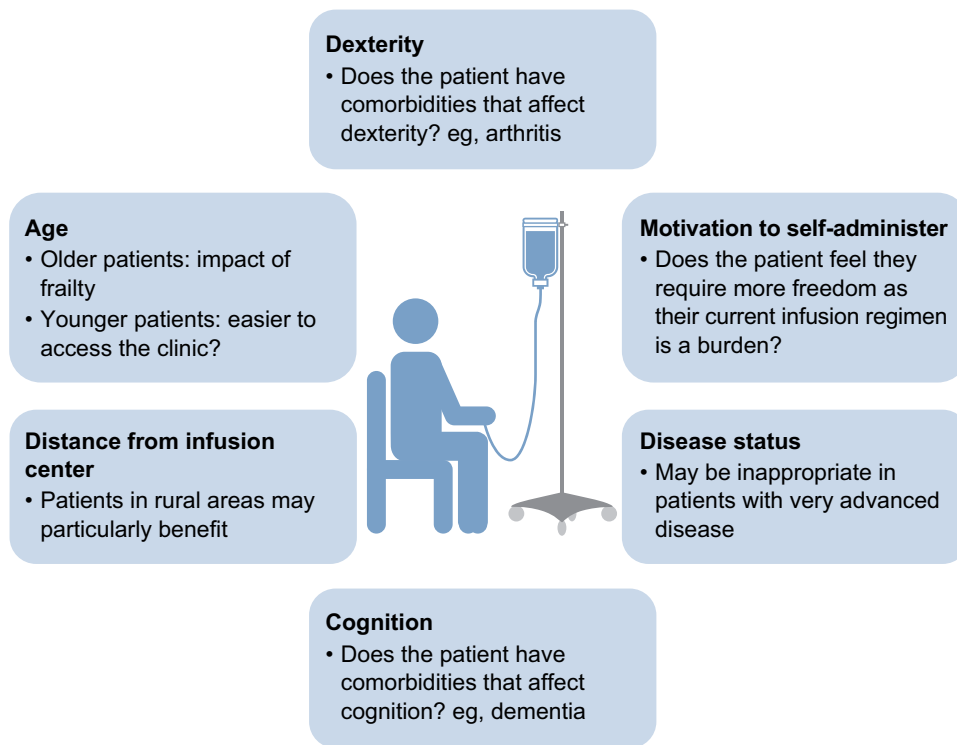 Dexterity
• Does the patient have
comorbidities that affect
dexterity? eg, arthritis
Age
• Older patients: impact of
frailty
• Younger patients: easier to
access the clinic?
Motivation to self-administer
• Does the patient feel they
require more freedom as
their current infusion regimen
is a burden?
Distance from infusion
center
• Patients in rural areas may
particularly benefit
Disease status
• May be inappropriate in
patients with very advanced
disease
Cognition
• Does the patient have
comorbidities that affect
cognition? eg, dementia